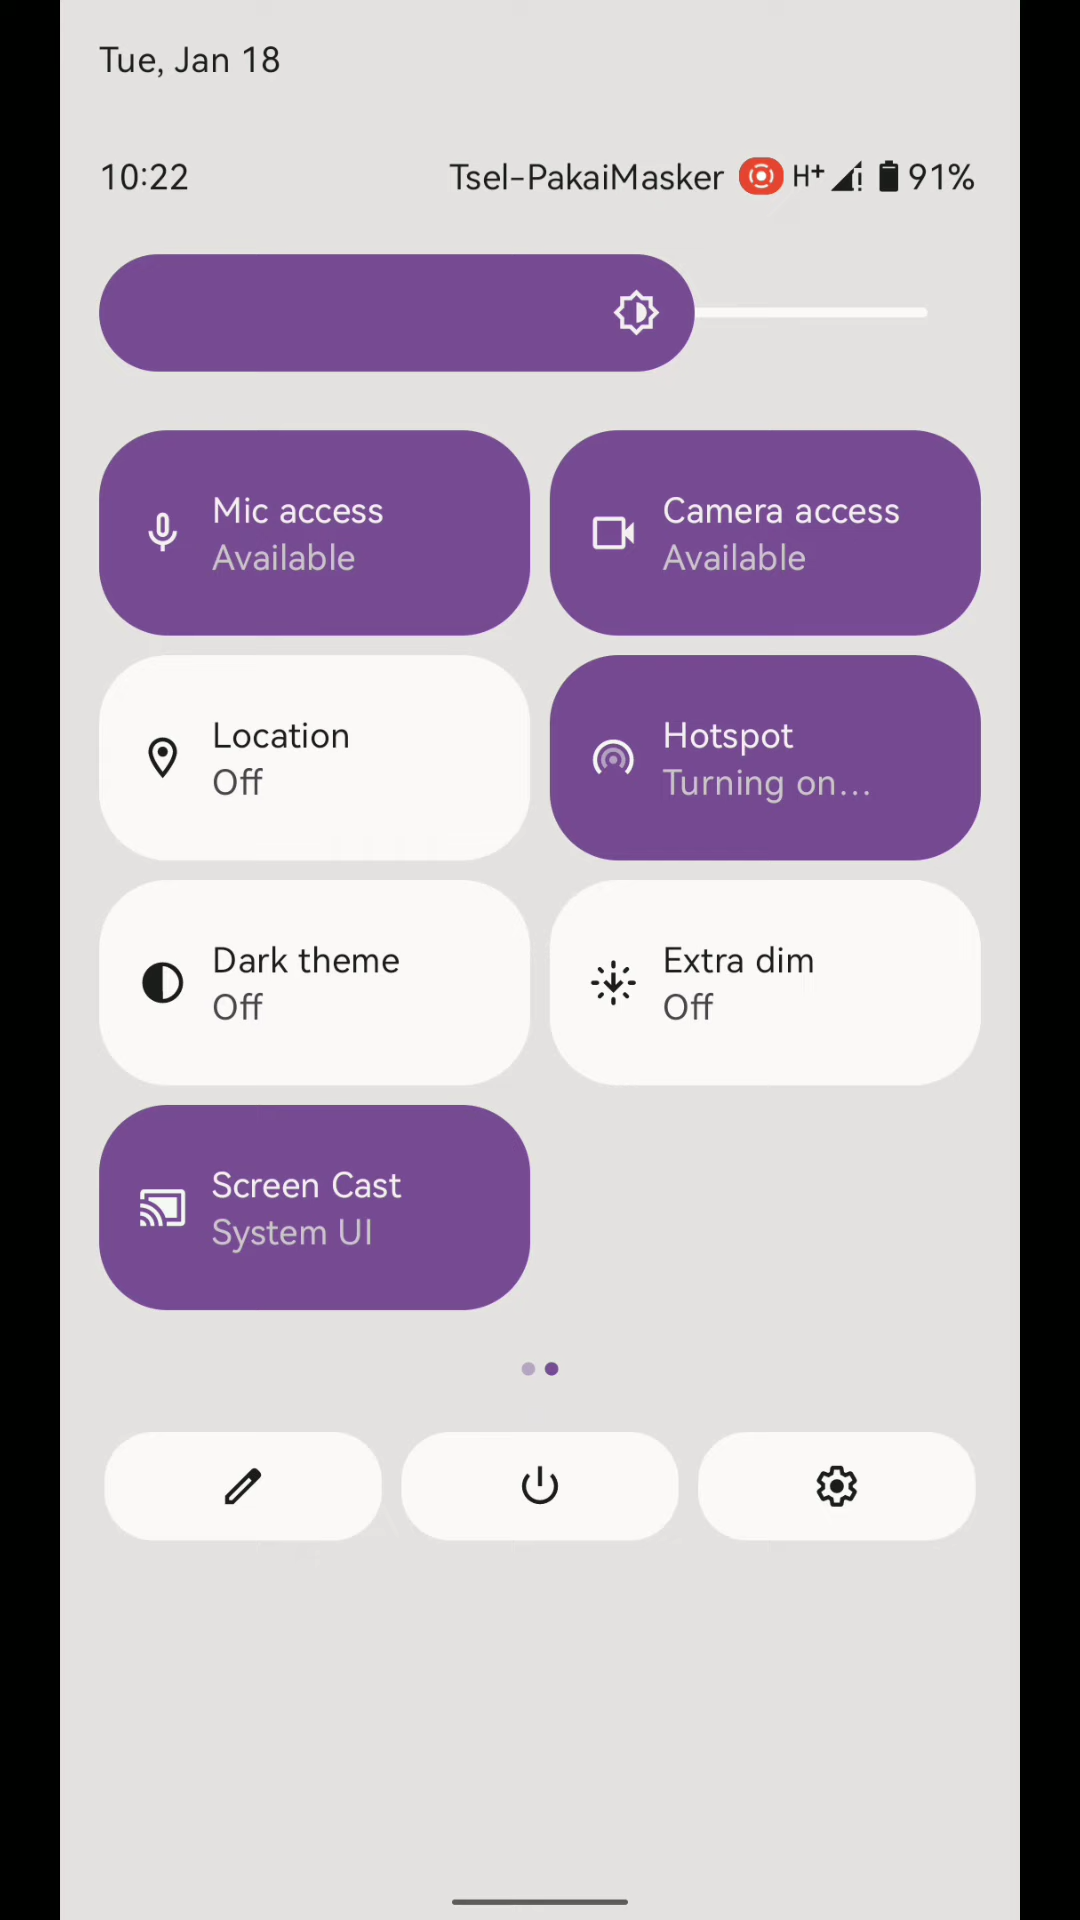 Tue, Jan 18
10:22 Tsel-PakaiMasker H+ 91%
Mic access
Available
Camera access
Available
Location
Off
Hotspot
Turning on...
Dark theme
Off
Extra dim
Off
Screen Cast
System UI